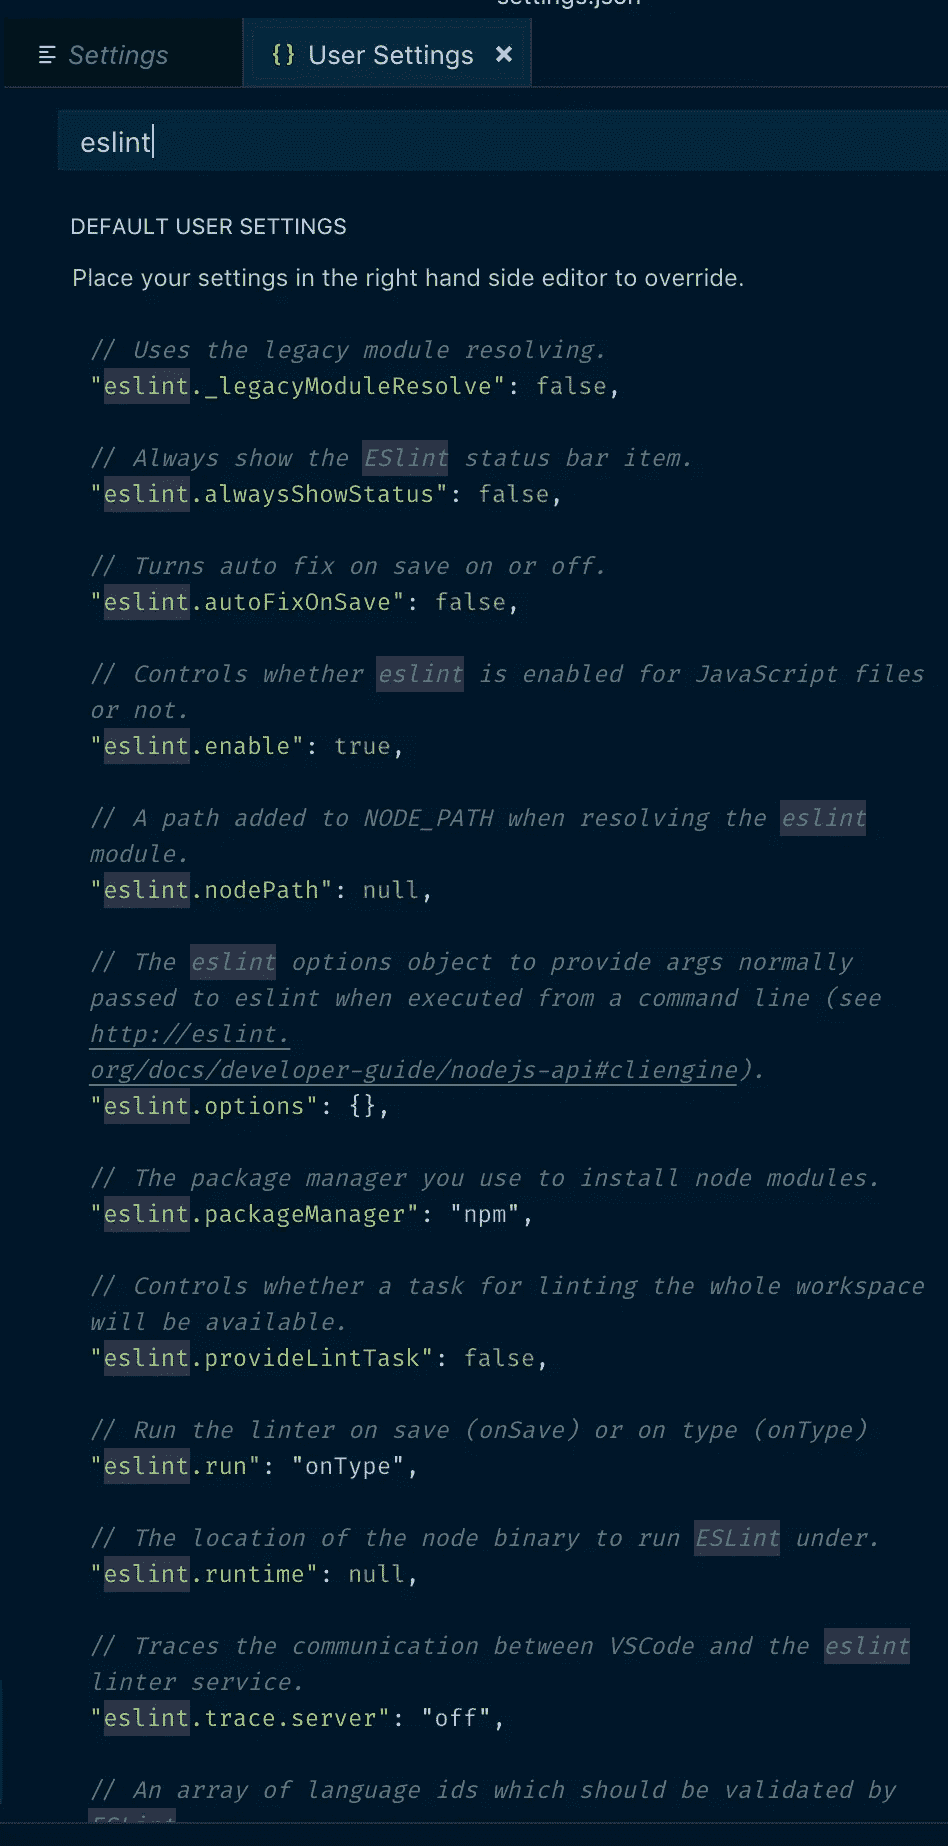 settings.json
Settings
{} User Settings ×
eslint
DEFAULT USER SETTINGS
Place your settings in the right hand side editor to override.
// Uses the legacy module resolving.
"eslint._legacyModuleResolve": false,
// Always show the ESlint status bar item.
"eslint.alwaysShowStatus": false,
// Turns auto fix on save on or off.
"eslint.autoFixOnSave": false,
// Controls whether eslint is enabled for JavaScript files
or not.
"eslint.enable": true,
// A path added to NODE_PATH when resolving the eslint
module.
"eslint.nodePath": null,
// The eslint options object to provide args normally
passed to eslint when executed from a command line (see
http://eslint.
org/docs/developer-guide/nodejs-api#cliengine).
"eslint.options": {},
// The package manager you use to install node modules.
"eslint.packageManager": "npm",
// Controls whether a task for linting the whole workspace
will be available.
"eslint.provideLintTask": false,
// Run the linter on save (onSave) or on type (onType)
"eslint.run": "onType",
// The location of the node binary to run ESLint under.
"eslint.runtime": null,
// Traces the communication between VSCode and the eslint
linter service.
"eslint.trace.server": "off",
// An array of language ids which should be validated by
ESLint